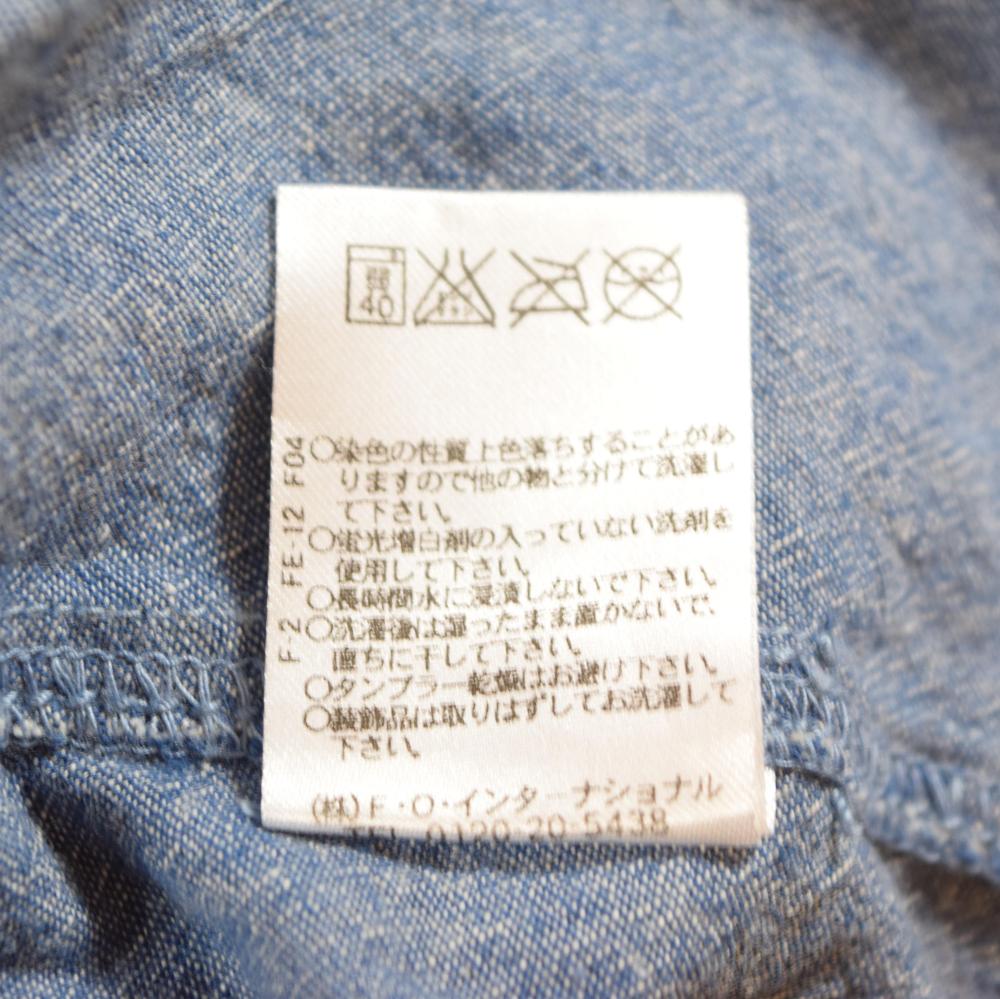 弱
40
○染色の性質上色落ちすることがあ
りますので他の物と分けて洗濯し
て下さい。
○蛍光増白剤の入っていない洗剤を
使用して下さい。
○長時間水に浸漬しないで下さい。
○洗濯後は湿ったまま置かないで、
直ちに干して下さい。
○タンブラー乾燥はお避け下さい。
○装飾品は取りはずしてお洗濯して
下さい。
(株)F・O・インターナショナル
TEL 0120-20-5438
F-2 FE-12 F04